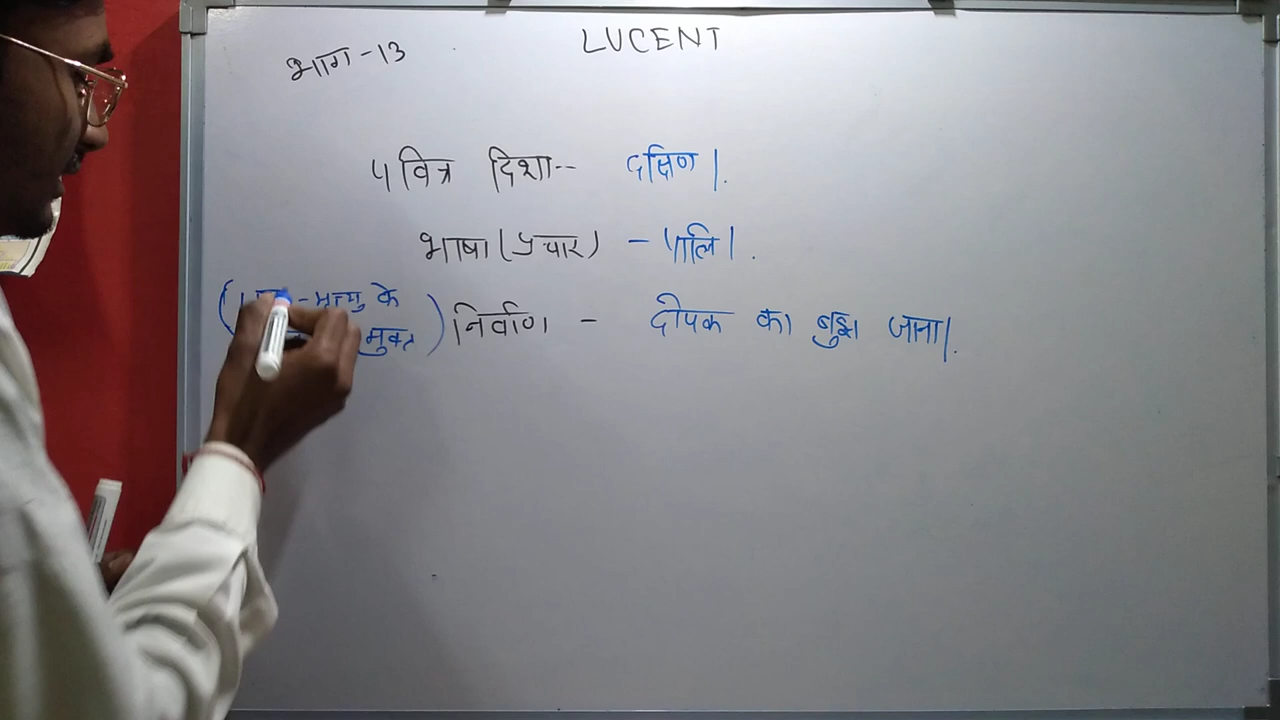 भाग-13
LUCENT
पवित्र दिशा-- दक्षिण।.
भाषा (प्रचार) - पालि।.
( -मृत्यु के
मुक्त ) निर्वाण - दीपक का बुझ जाना।.